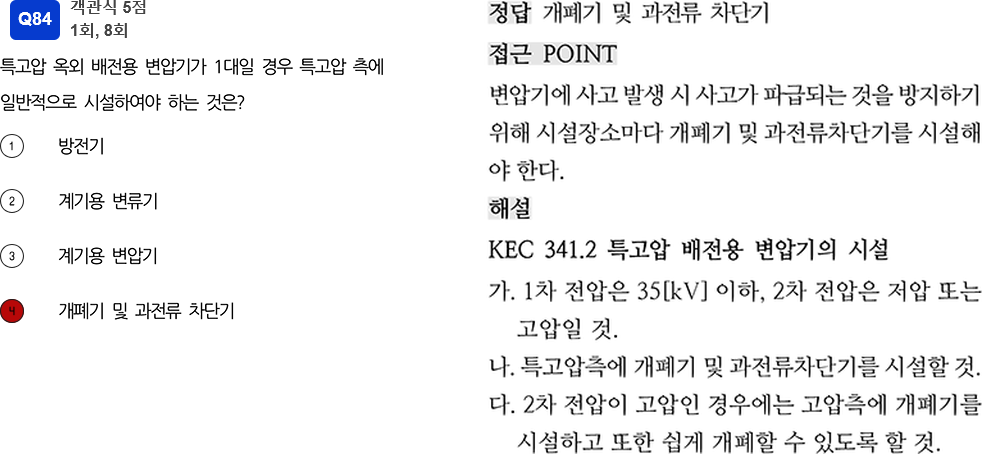 Q84
객관식 5점
1회, 8회
특고압 옥외 배전용 변압기가 1대일 경우 특고압 측에
일반적으로 시설하여야 하는 것은?
1 방전기
2 계기용 변류기
3 계기용 변압기
4 개폐기 및 과전류 차단기
정답 개폐기 및 과전류 차단기
접근 POINT
변압기에 사고 발생 시 사고가 파급되는 것을 방지하기
위해 시설장소마다 개폐기 및 과전류차단기를 시설해
야 한다.
해설
KEC 341.2 특고압 배전용 변압기의 시설
가. 1차 전압은 35[kV] 이하, 2차 전압은 저압 또는
고압일 것.
나. 특고압측에 개폐기 및 과전류차단기를 시설할 것.
다. 2차 전압이 고압인 경우에는 고압측에 개폐기를
시설하고 또한 쉽게 개폐할 수 있도록 할 것.